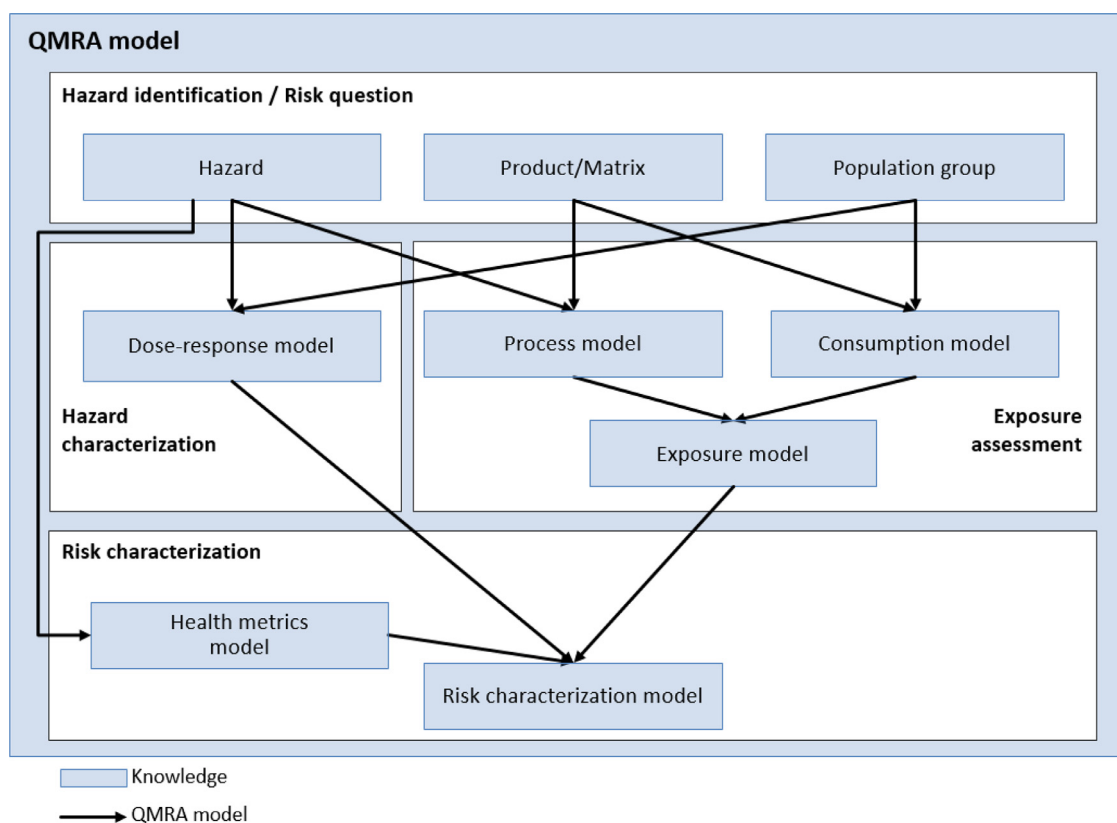 QMRA model
Hazard identification / Risk question
Hazard
Product/Matrix
Population group
Dose-response model
Process model
Consumption model
Hazard
characterization
Exposure
assessment
Exposure model
Risk characterization
Health metrics
model
Risk characterization model
Knowledge
QMRA model